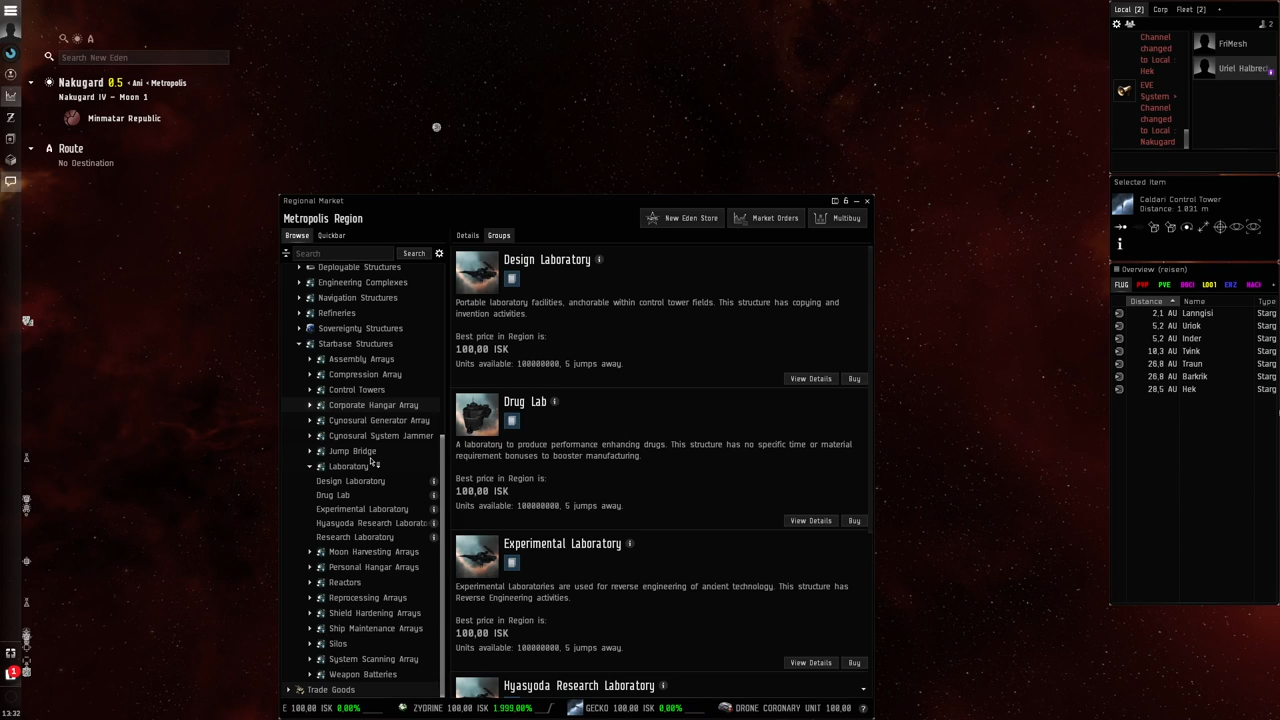 Search New Eden
Nakugard 0.5 < Ani < Metropolis
Nakugard IV - Moon 1
Minmatar Republic
Route
No Destination
Regional Market
Metropolis Region
New Eden Store
Market Orders
Multibuy
Browse
Quickbar
Search
Search
Deployable Structures
Engineering Complexes
Navigation Structures
Refineries
Sovereignty Structures
Starbase Structures
Assembly Arrays
Compression Array
Control Towers
Corporate Hangar Array
Cynosural Generator Array
Cynosural System Jammer
Jump Bridge
Laboratory
Design Laboratory
Drug Lab
Experimental Laboratory
Hyasyoda Research Laborat
Research Laboratory
Moon Harvesting Arrays
Personal Hangar Arrays
Reactors
Reprocessing Arrays
Shield Hardening Arrays
Ship Maintenance Arrays
Silos
System Scanning Array
Weapon Batteries
Trade Goods
Details
Groups
Design Laboratory
Portable laboratory facilities, anchorable within control tower fields. This structure has copying and
invention activities.
Best price in Region is:
100,00 ISK
Units available: 100000000, 5 jumps away.
View Details
Buy
Drug Lab
A laboratory to produce performance enhancing drugs. This structure has no specific time or material
requirement bonuses to booster manufacturing.
Best price in Region is:
100,00 ISK
Units available: 100000000, 5 jumps away.
View Details
Buy
Experimental Laboratory
Experimental Laboratories are used for reverse engineering of ancient technology. This structure has
Reverse Engineering activities.
Best price in Region is:
100,00 ISK
Units available: 100000000, 5 jumps away.
View Details
Buy
Hyasyoda Research Laboratory
E 100,00 ISK 0,00%
ZYDRINE 100,00 ISK 1.999,00%
GECKO 100,00 ISK 0,00%
DRONE CORONARY UNIT 100,00
Local [2]
Corp
Fleet [2]
+
2
Channel
changed
to Local :
Hek
EVE
System >
Channel
changed
to Local :
Nakugard
FriMesh
Uriel Halbrec
Selected Item
Caldari Control Tower
Distance: 1.031 m
Overview (reisen)
FLUG
PVP
PVE
LOOT
+
Distance
Name
Type
2,1 AU Lanngisi Starg
5,2 AU Uriok Starg
5,2 AU Inder Starg
10,3 AU Tvink Starg
26,8 AU Traun Starg
26,8 AU Barkrik Starg
28,5 AU Hek Starg
1
13:32